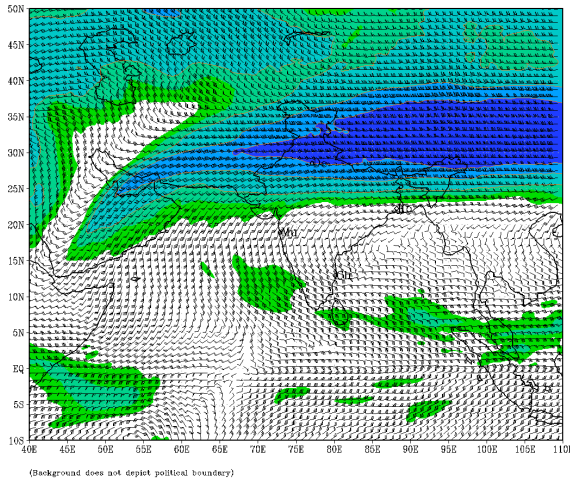 50N
45N
40N
35N
30N
25N
20N
15N
10N
5N
EQ
5S
10S
40E 45E 50E 55E 60E 65E 70E 75E 80E 85E 90E 95E 100E 105E 110E
(Background does not depict political boundary)